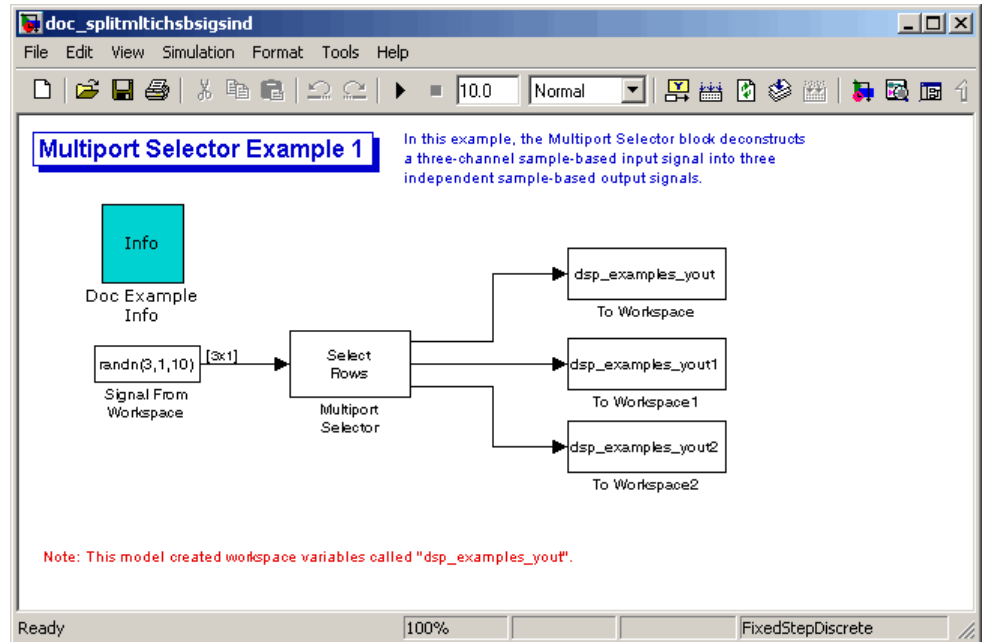 doc_splitmltichsbsigsind
File Edit View Simulation Format Tools Help
10.0 Normal
Multiport Selector Example 1
In this example, the Multiport Selector block deconstructs
a three-channel sample-based input signal into three
independent sample-based output signals.
Info
Doc Example
Info
randn(3,1,10)
[3x1]
Signal From
Workspace
Select
Rows
Multiport
Selector
dsp_examples_yout
To Workspace
dsp_examples_yout1
To Workspace1
dsp_examples_yout2
To Workspace2
Note: This model created workspace variables called "dsp_examples_yout".
Ready 100% FixedStepDiscrete